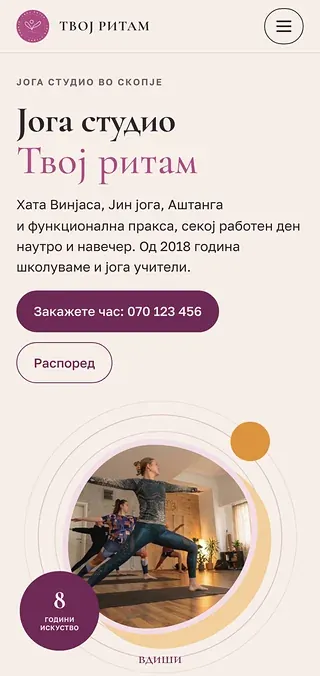 ТВОЈ РИТАМ
ЈОГА СТУДИО ВО СКОПЈЕ
Јога студио
Твој ритам
Хата Винјаса, Јин јога, Аштанга
и функционална пракса, секој работен ден
наутро и навечер. Од 2018 година
школуваме и јога учители.
Закажете час: 070 123 456
Распоред
8
ГОДИНИ
ИСКУСТВО
ВДИШИ